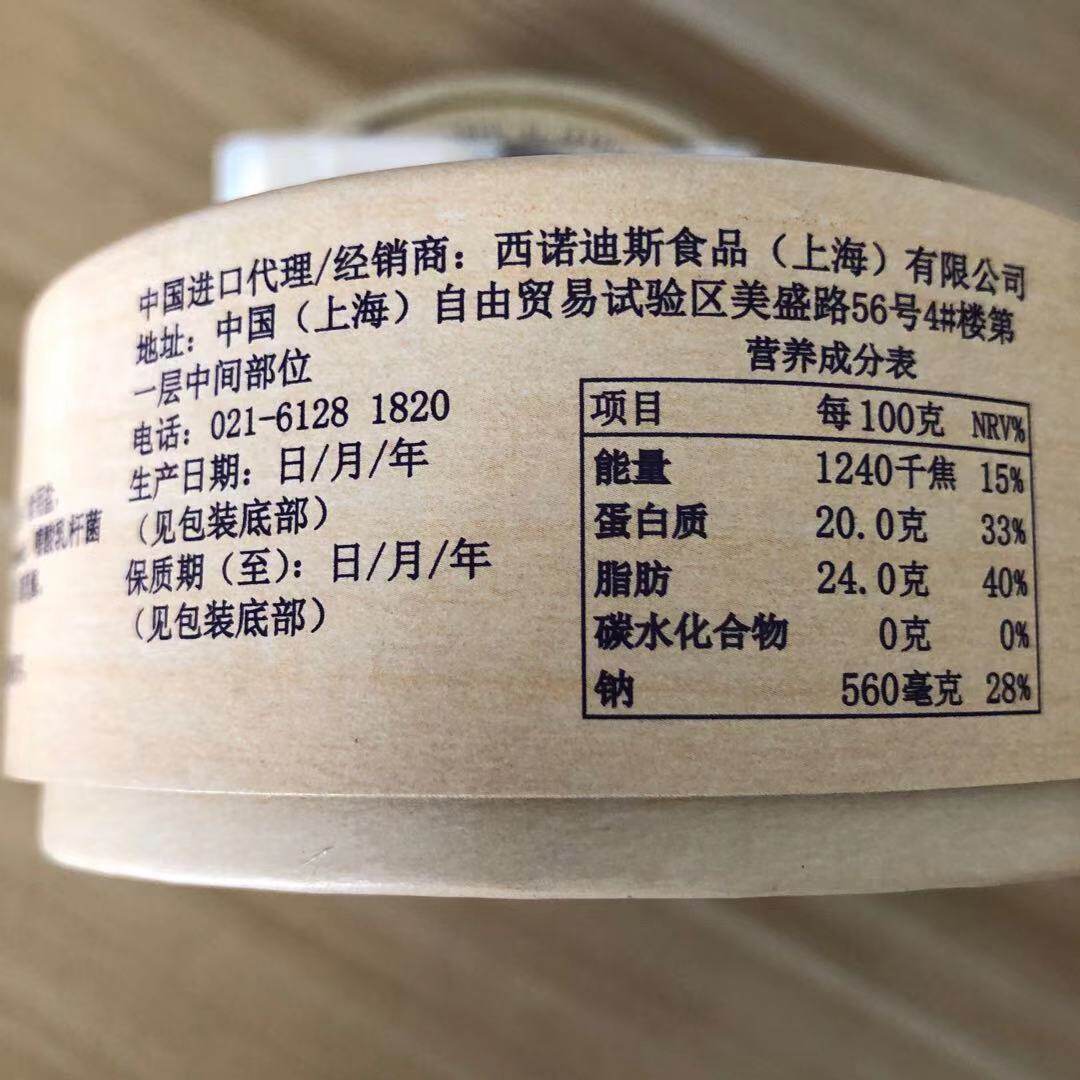 中国进口代理/经销商：西诺迪斯食品（上海）有限公司
地址：中国（上海）自由贸易试验区美盛路56号4#楼第
一层中间部位
电话：021-6128 1820
生产日期：日/月/年
（见包装底部）
保质期（至）：日/月/年
（见包装底部）
乳杆菌
营养成分表
项目 每100克 NRV%
能量 1240千焦 15%
蛋白质 20.0克 33%
脂肪 24.0克 40%
碳水化合物 0克 0%
钠 560毫克 28%